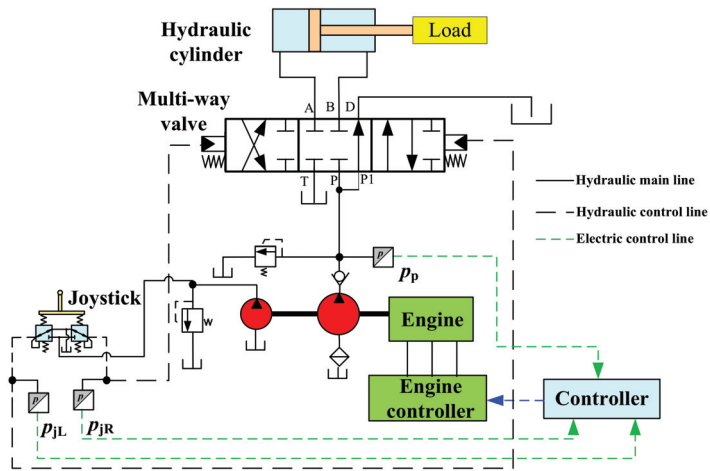 Hydraulic
cylinder
Load
Multi-way
valve
A
B
D
T
P
P1
Hydraulic main line
Hydraulic control line
Electric control line
p
pp
Joystick
Engine
Engine
controller
Controller
p
pjL
p
pjR